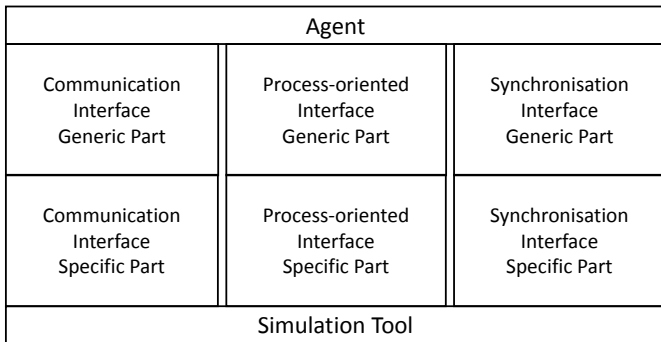 Agent
Communication
Interface
Generic Part
Process-oriented
Interface
Generic Part
Synchronisation
Interface
Generic Part
Communication
Interface
Specific Part
Process-oriented
Interface
Specific Part
Synchronisation
Interface
Specific Part
Simulation Tool